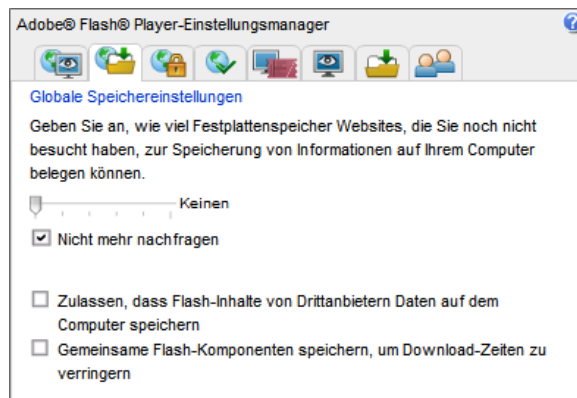 Adobe® Flash® Player-Einstellungsmanager
Globale Speichereinstellungen
Geben Sie an, wie viel Festplattenspeicher Websites, die Sie noch nicht
besucht haben, zur Speicherung von Informationen auf Ihrem Computer
belegen können.
Keinen
Nicht mehr nachfragen
Zulassen, dass Flash-Inhalte von Drittanbietern Daten auf dem
Computer speichern
Gemeinsame Flash-Komponenten speichern, um Download-Zeiten zu
verringern